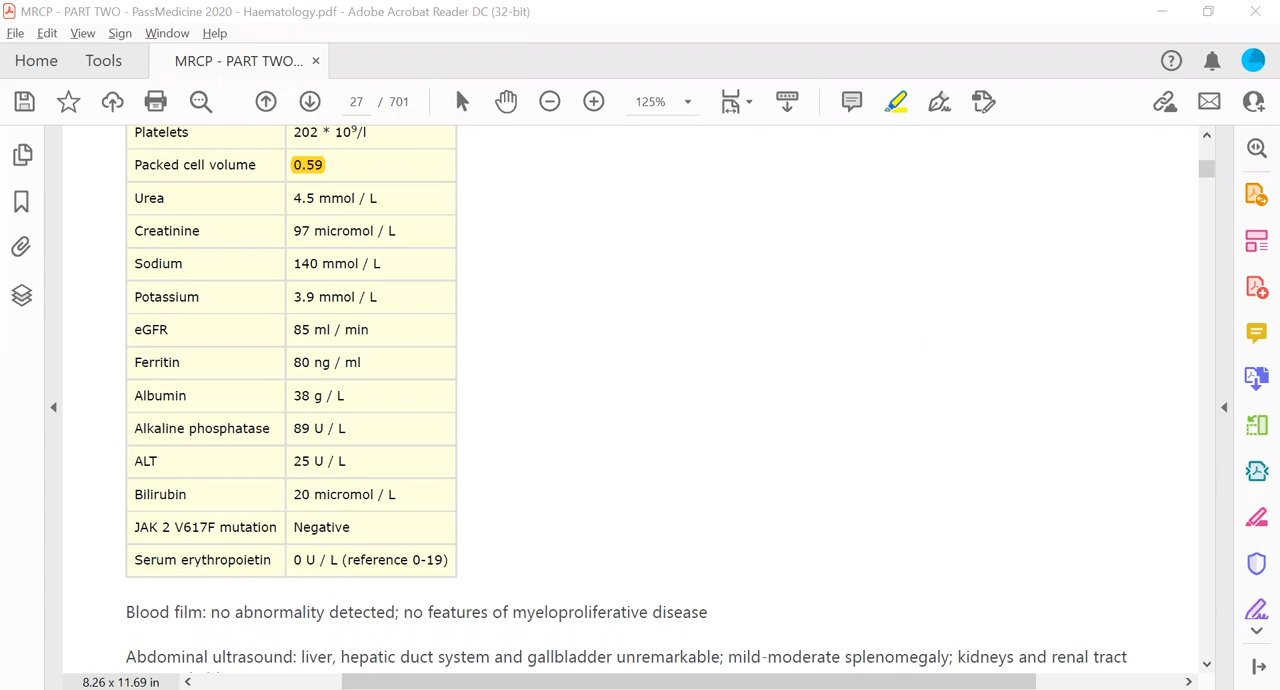 MRCP - PART TWO - PassMedicine 2020 - Haematology.pdf - Adobe Acrobat Reader DC (32-bit)
File Edit View Sign Window Help
Home Tools MRCP - PART TWO... ×
27 / 701 125%
Platelets 202 * 10⁹/l
Packed cell volume 0.59
Urea 4.5 mmol / L
Creatinine 97 micromol / L
Sodium 140 mmol / L
Potassium 3.9 mmol / L
eGFR 85 ml / min
Ferritin 80 ng / ml
Albumin 38 g / L
Alkaline phosphatase 89 U / L
ALT 25 U / L
Bilirubin 20 micromol / L
JAK 2 V617F mutation Negative
Serum erythropoietin 0 U / L (reference 0-19)
Blood film: no abnormality detected; no features of myeloproliferative disease
Abdominal ultrasound: liver, hepatic duct system and gallbladder unremarkable; mild-moderate splenomegaly; kidneys and renal tract
8.26 x 11.69 in